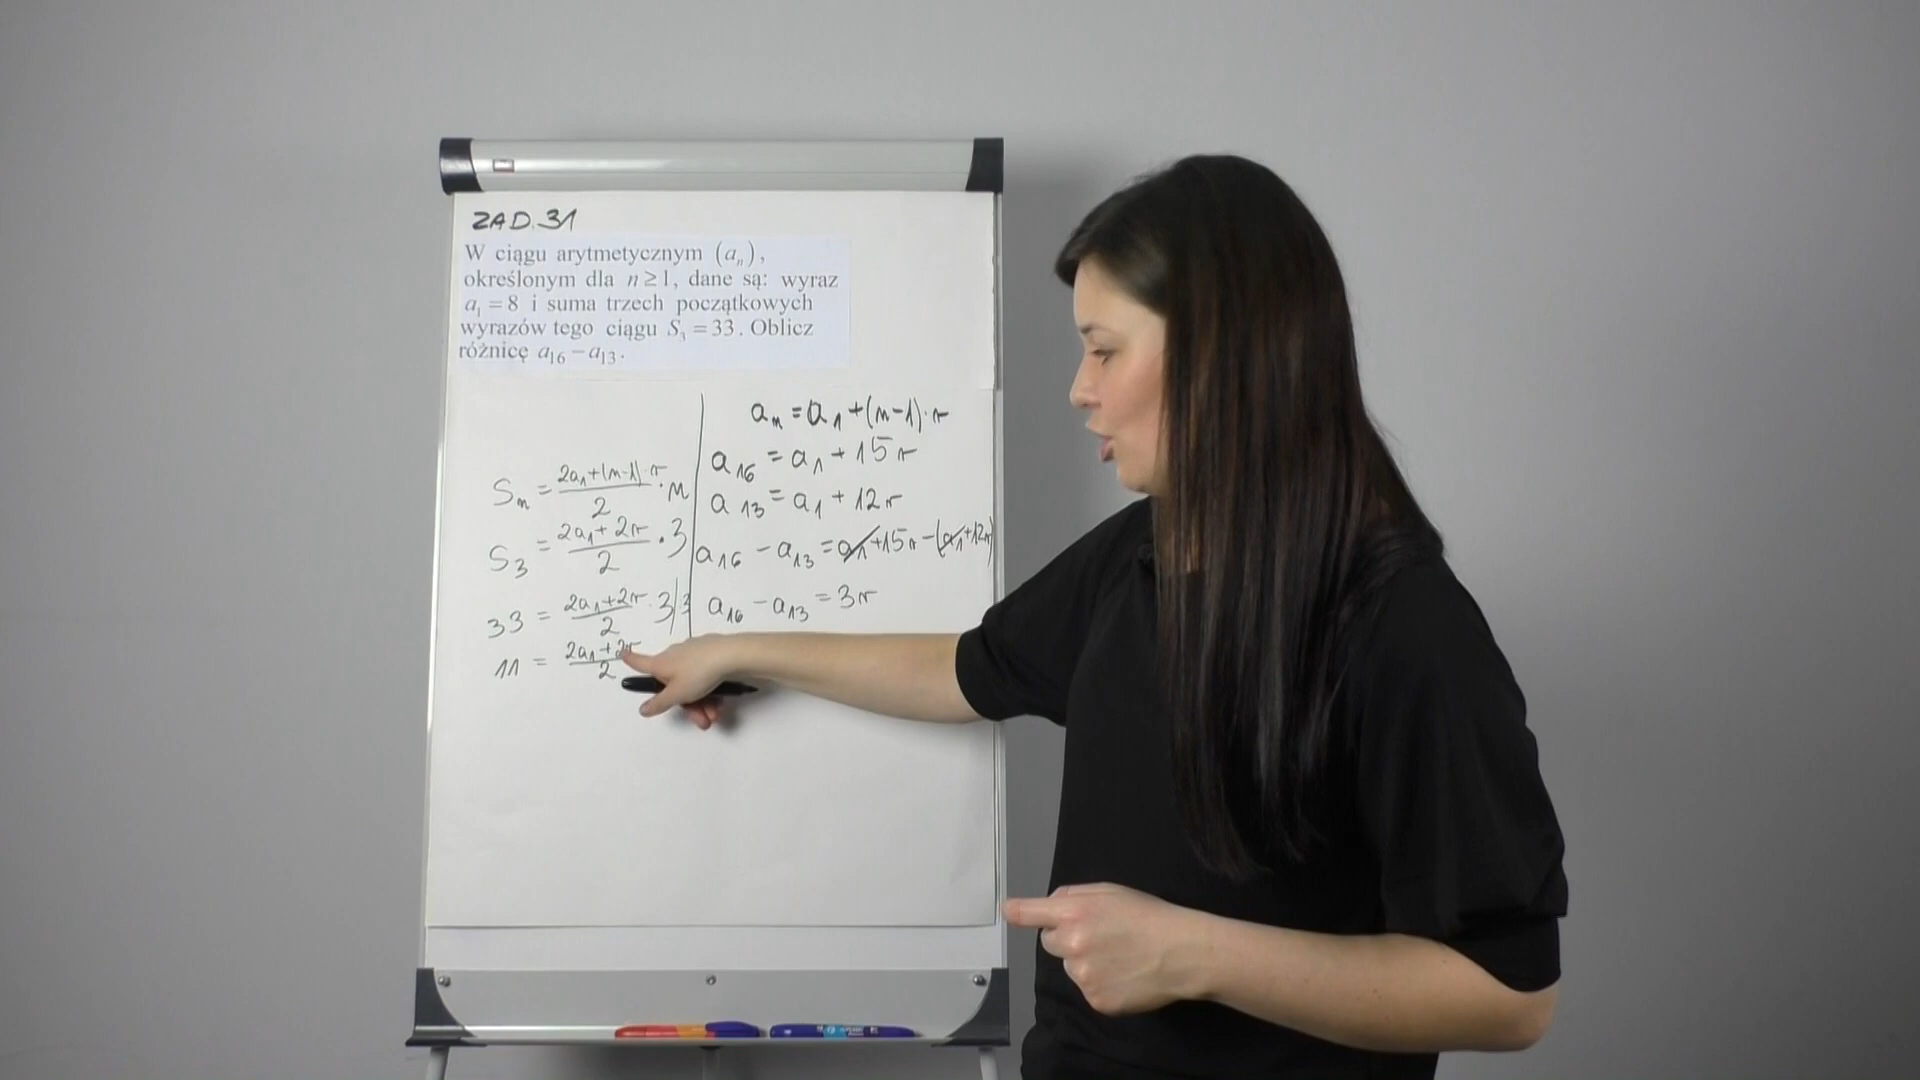 ZAD. 31
W ciągu arytmetycznym (aₙ),
określonym dla n ≥ 1, dane są: wyraz
a₁ = 8 i suma trzech początkowych
wyrazów tego ciągu S₃ = 33. Oblicz
różnicę a₁₆ − a₁₃.
Sₙ = (2a₁+(n-1)·r)/2 · n
S₃ = (2a₁+2r)/2 · 3
33 = (2a₁+2r)/2 · 3 |:3
11 = (2a₁+2r)/2
aₙ = a₁+(n-1)·r
a₁₆ = a₁+15r
a₁₃ = a₁+12r
a₁₆ - a₁₃ = a₁+15r-(a₁+12r)
a₁₆ - a₁₃ = 3r